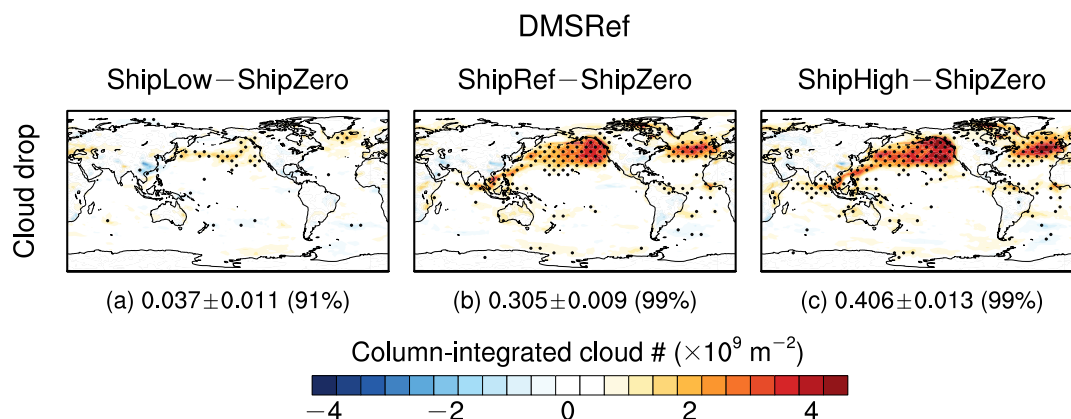 DMSRef
ShipLow−ShipZero
ShipRef−ShipZero
ShipHigh−ShipZero
Cloud drop
(a) 0.037±0.011 (91%)
(b) 0.305±0.009 (99%)
(c) 0.406±0.013 (99%)
Column-integrated cloud # (×10⁹ m⁻²)
−4 −2 0 2 4